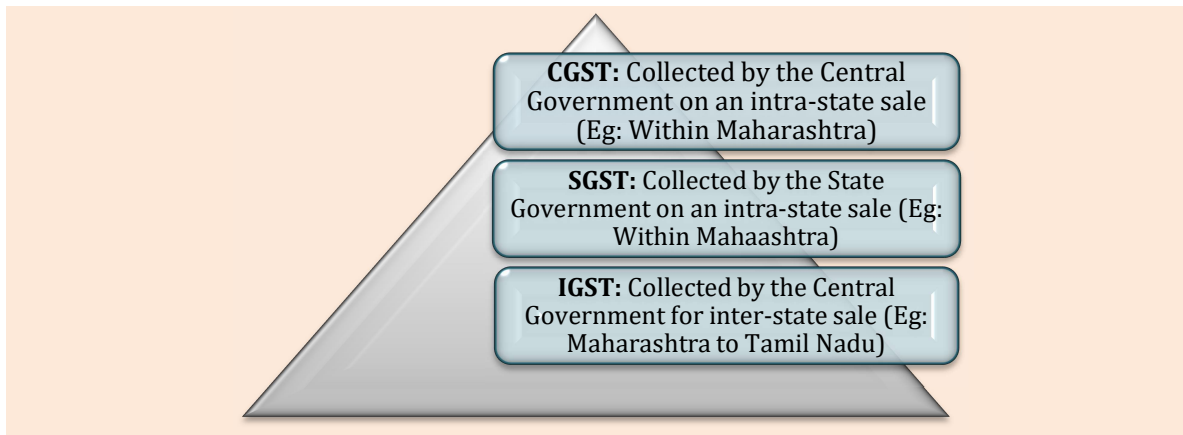 CGST: Collected by the Central
Government on an intra-state sale
(Eg: Within Maharashtra)
SGST: Collected by the State
Government on an intra-state sale (Eg:
Within Mahaashtra)
IGST: Collected by the Central
Government for inter-state sale (Eg:
Maharashtra to Tamil Nadu)